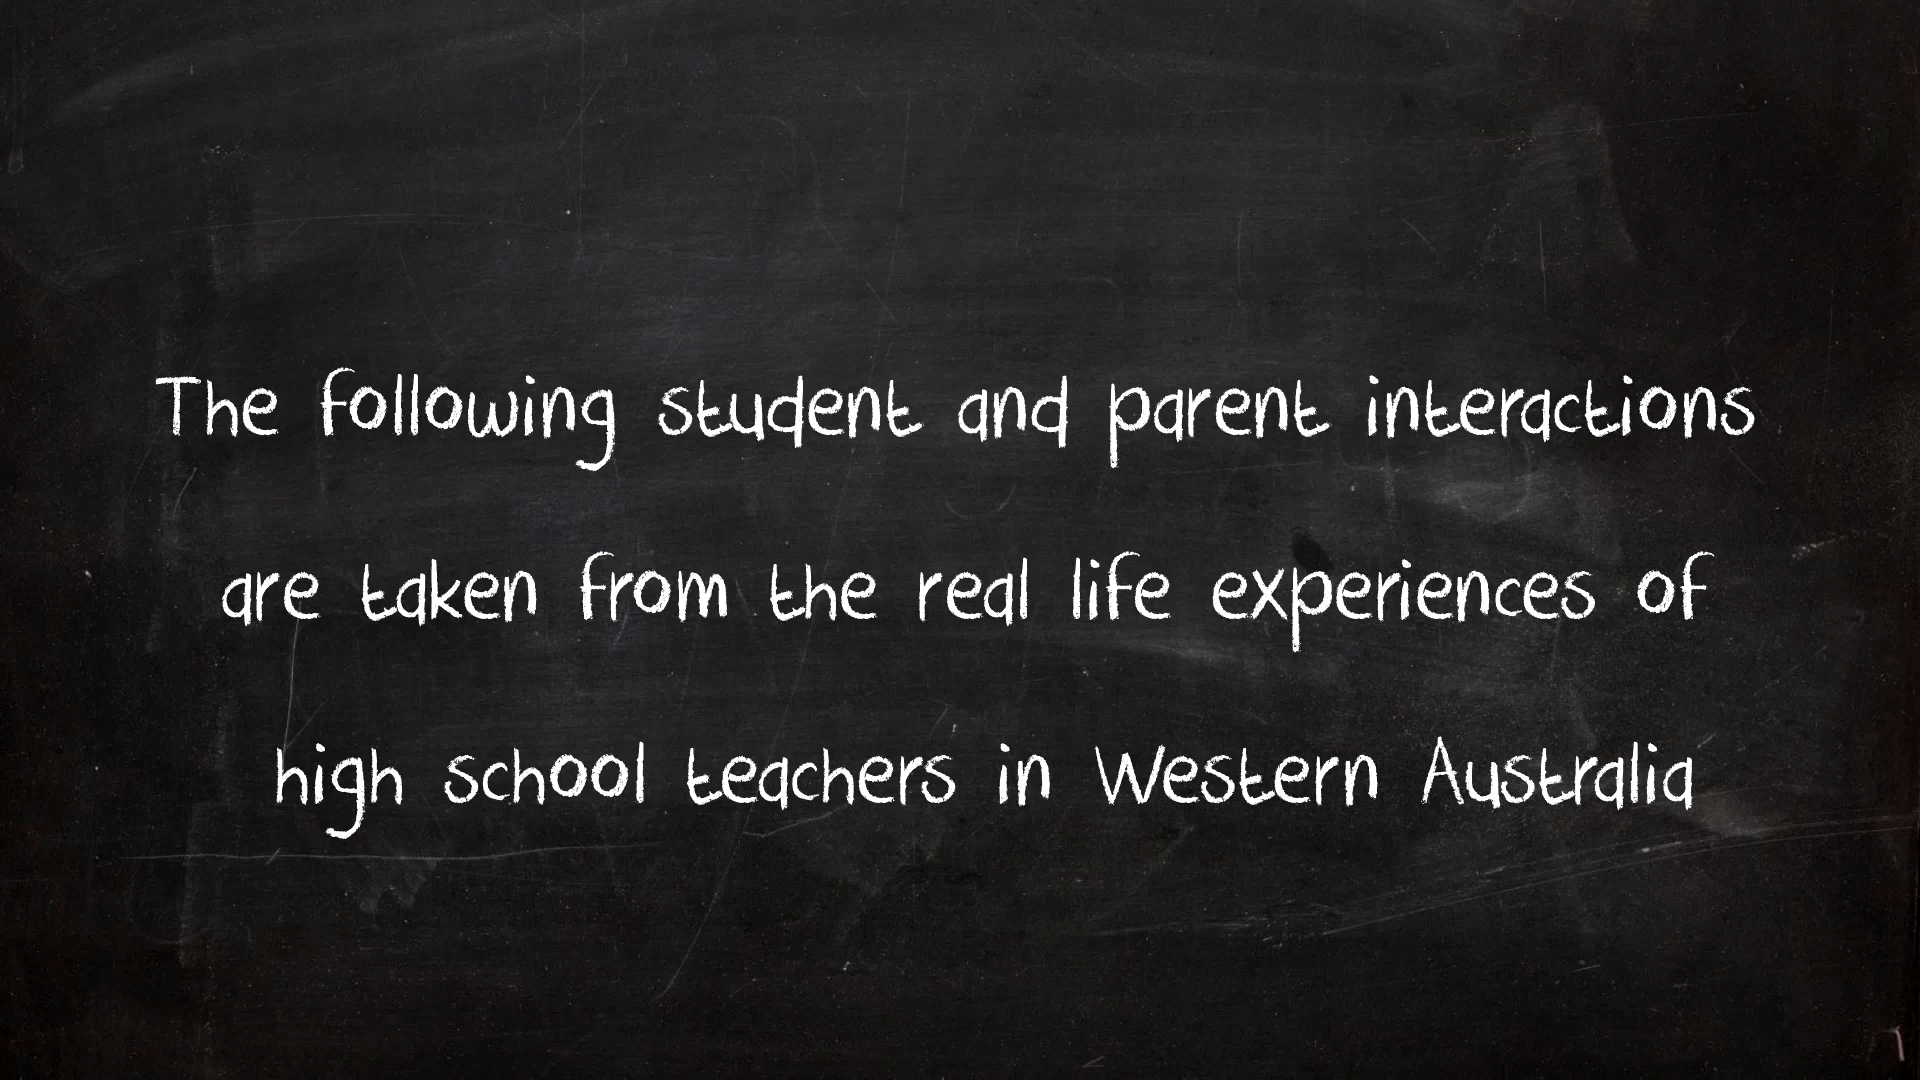 The following student and parent interactions
are taken from the real life experiences of
high school teachers in Western Australia